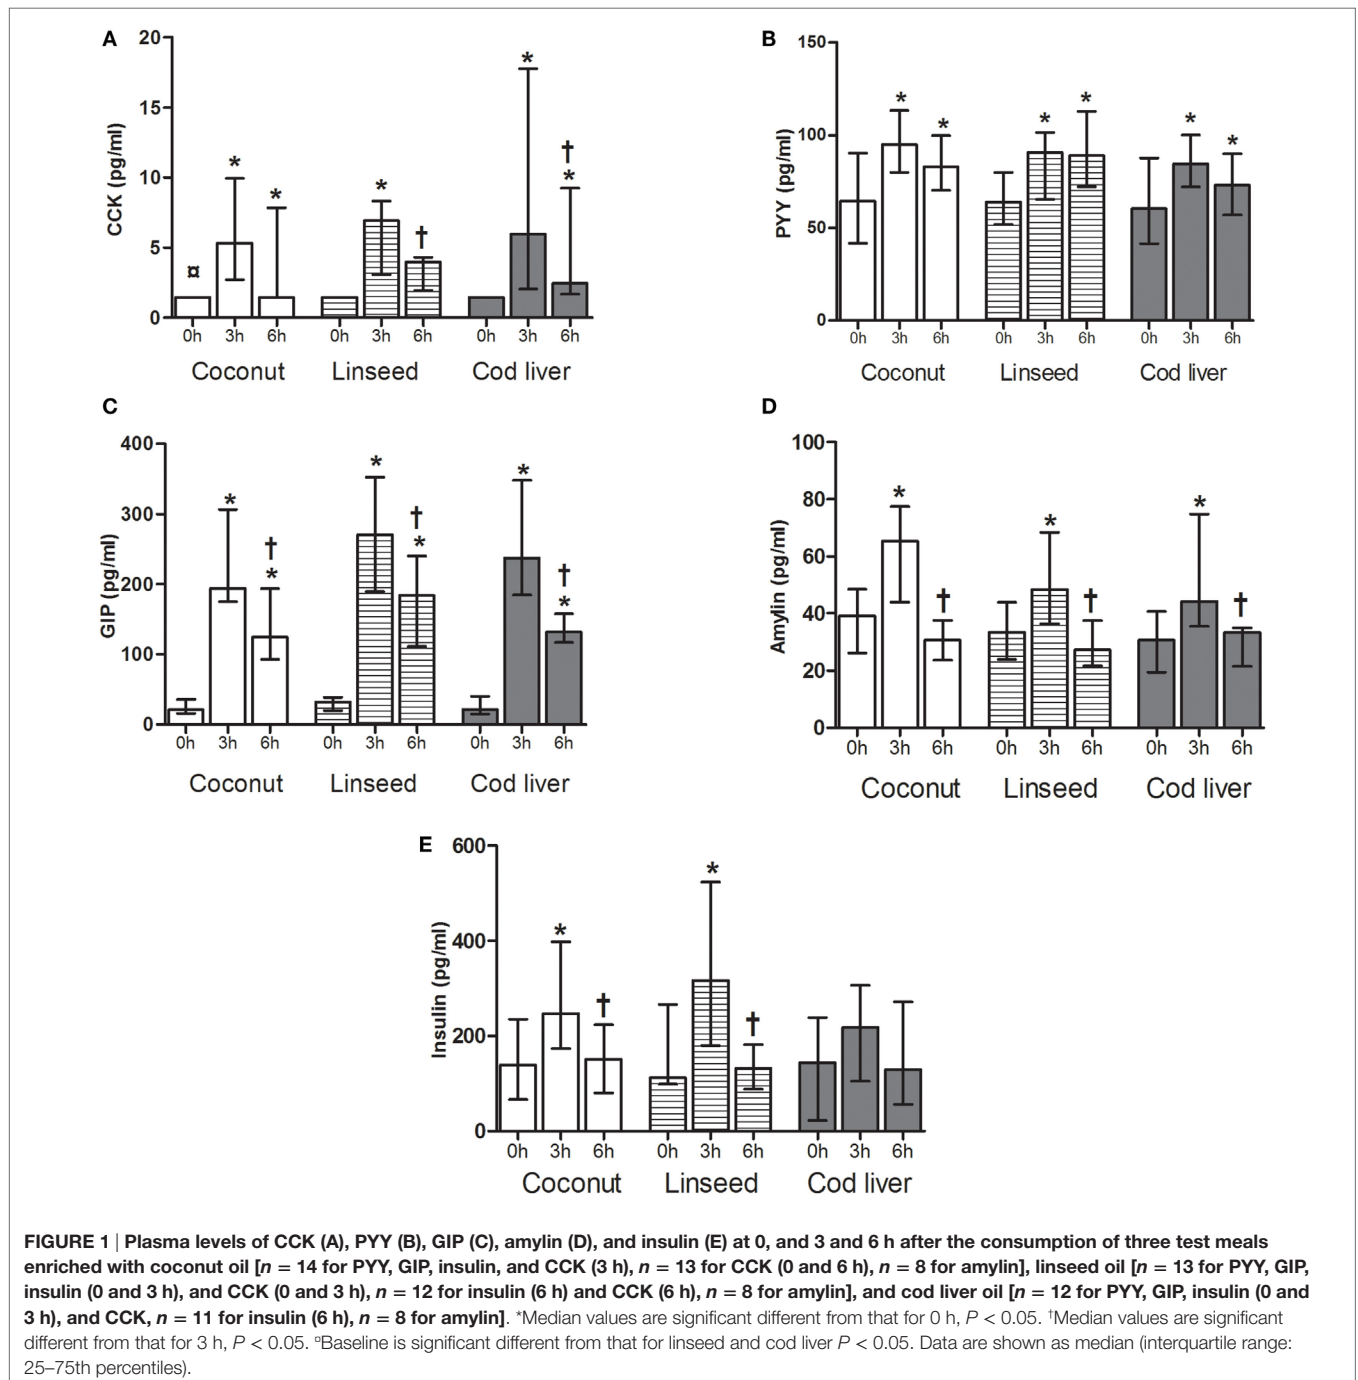 A
20
15
10
5
0
CCK (pg/ml)
*
*
*
*
†
†
*
¤
0h 3h 6h 0h 3h 6h 0h 3h 6h
Coconut Linseed Cod liver
B
150
100
50
0
PYY (pg/ml)
* * * * * *
0h 3h 6h 0h 3h 6h 0h 3h 6h
Coconut Linseed Cod liver
C
400
300
200
100
0
GIP (pg/ml)
* * *
† † †
* * *
0h 3h 6h 0h 3h 6h 0h 3h 6h
Coconut Linseed Cod liver
D
100
80
60
40
20
0
Amylin (pg/ml)
* * *
† † †
0h 3h 6h 0h 3h 6h 0h 3h 6h
Coconut Linseed Cod liver
E
600
400
200
0
Insulin (pg/ml)
* *
† †
0h 3h 6h 0h 3h 6h 0h 3h 6h
Coconut Linseed Cod liver
FIGURE 1 | Plasma levels of CCK (A), PYY (B), GIP (C), amylin (D), and insulin (E) at 0, and 3 and 6 h after the consumption of three test meals
enriched with coconut oil [n = 14 for PYY, GIP, insulin, and CCK (3 h), n = 13 for CCK (0 and 6 h), n = 8 for amylin], linseed oil [n = 13 for PYY, GIP,
insulin (0 and 3 h), and CCK (0 and 3 h), n = 12 for insulin (6 h) and CCK (6 h), n = 8 for amylin], and cod liver oil [n = 12 for PYY, GIP, insulin (0 and
3 h), and CCK, n = 11 for insulin (6 h), n = 8 for amylin]. *Median values are significant different from that for 0 h, P < 0.05. †Median values are significant
different from that for 3 h, P < 0.05. ¤Baseline is significant different from that for linseed and cod liver P < 0.05. Data are shown as median (interquartile range:
25–75th percentiles).